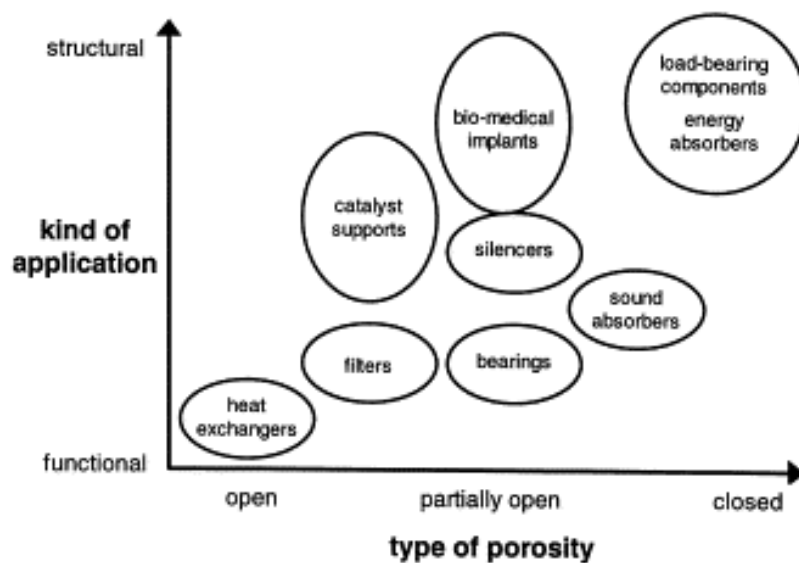 structural
load-bearing
components
energy
absorbers
bio-medical
implants
catalyst
supports
kind of
application
silencers
sound
absorbers
filters
bearings
heat
exchangers
functional
open
partially open
closed
type of porosity